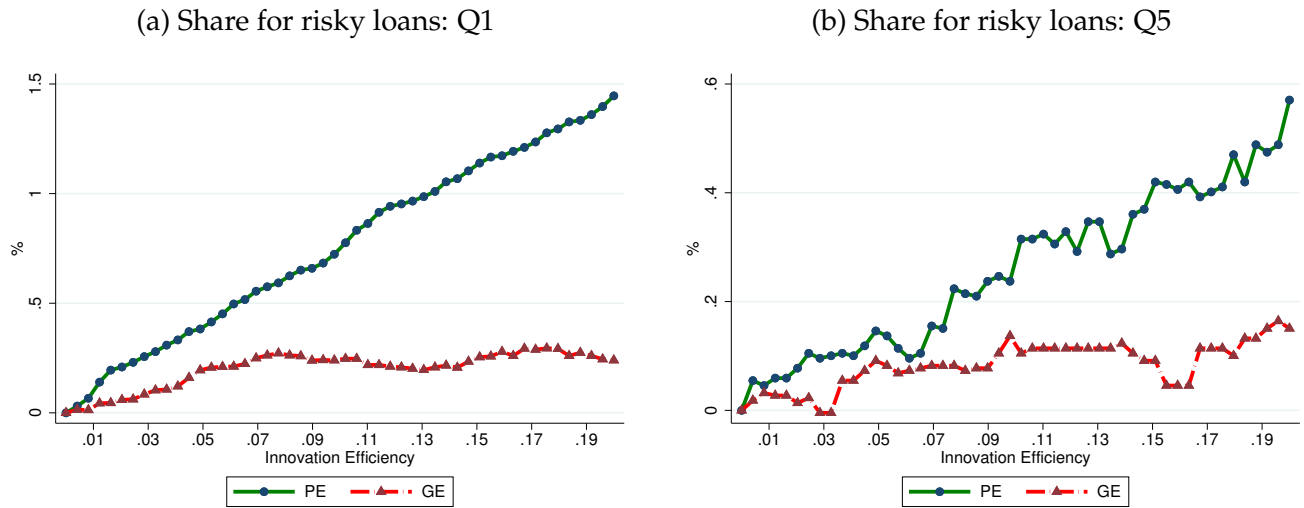 (a) Share for risky loans: Q1
1.5
1
.5
0
%
.01 .03 .05 .07 .09 .11 .13 .15 .17 .19
Innovation Efficiency
PE GE
(b) Share for risky loans: Q5
.6
.4
.2
0
%
.01 .03 .05 .07 .09 .11 .13 .15 .17 .19
Innovation Efficiency
PE GE